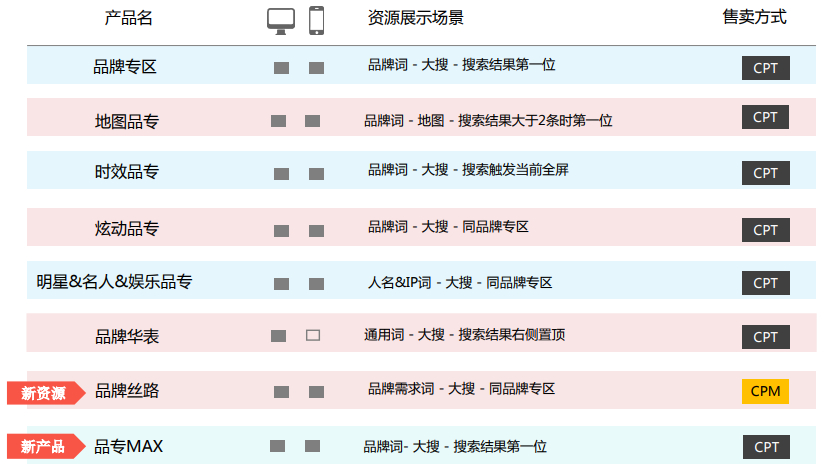 产品名 资源展示场景 售卖方式
品牌专区 品牌词 - 大搜 - 搜索结果第一位 CPT
地图品专 品牌词 - 地图 - 搜索结果大于2条时第一位 CPT
时效品专 品牌词 - 大搜 - 搜索触发当前全屏 CPT
炫动品专 品牌词 - 大搜 - 同品牌专区 CPT
明星&名人&娱乐品专 人名&IP词 - 大搜 - 同品牌专区 CPT
品牌华表 通用词 - 大搜 - 搜索结果右侧置顶 CPT
新资源 品牌丝路 品牌需求词 - 大搜 - 同品牌专区 CPM
新产品 品专MAX 品牌词- 大搜 - 搜索结果第一位 CPT